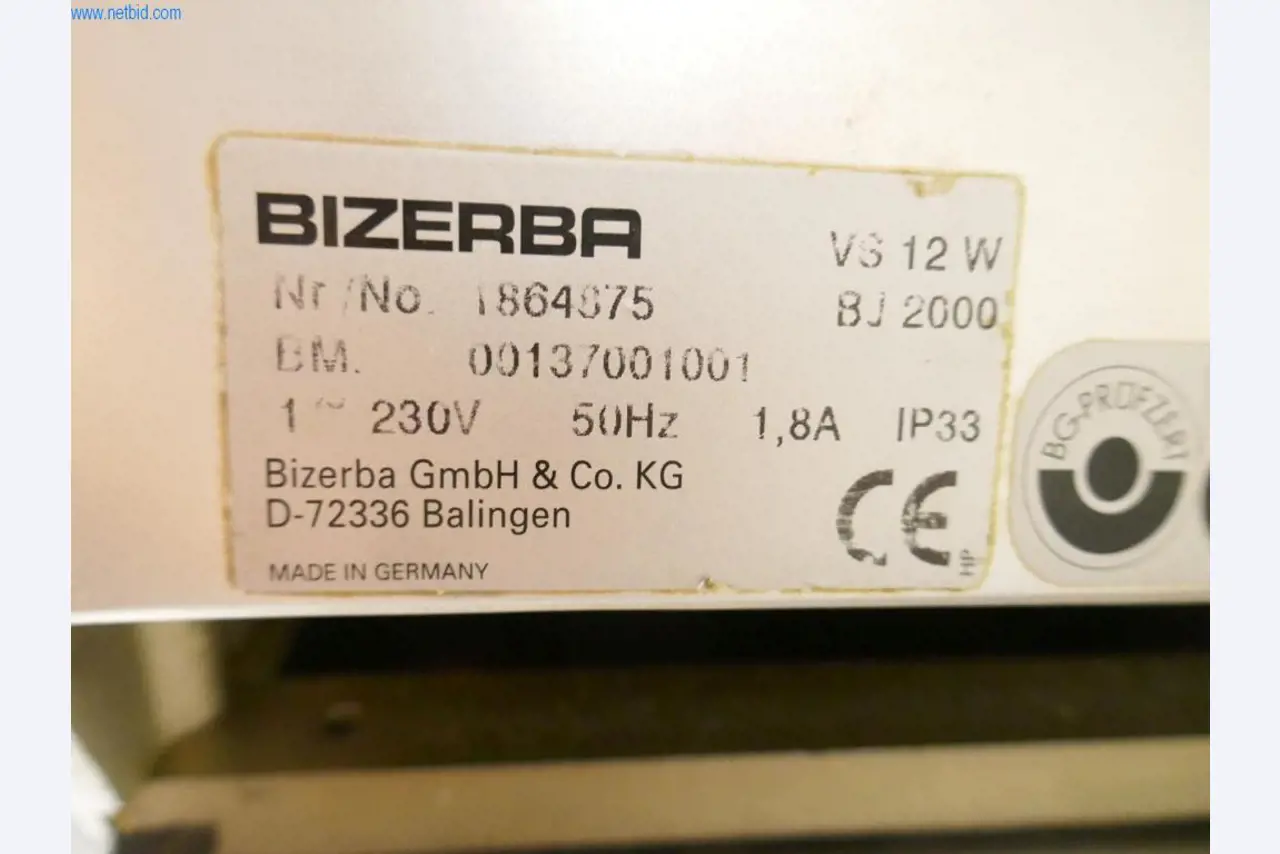 www.netbid.com
BIZERBA
VS 12 W
Nr/No.
BJ 2000
BM. 00137001001
1~ 230V 50Hz 1,8A IP33
Bizerba GmbH & Co. KG
D-72336 Balingen
CE
HP
MADE IN GERMANY
BG-PRÜFZERT